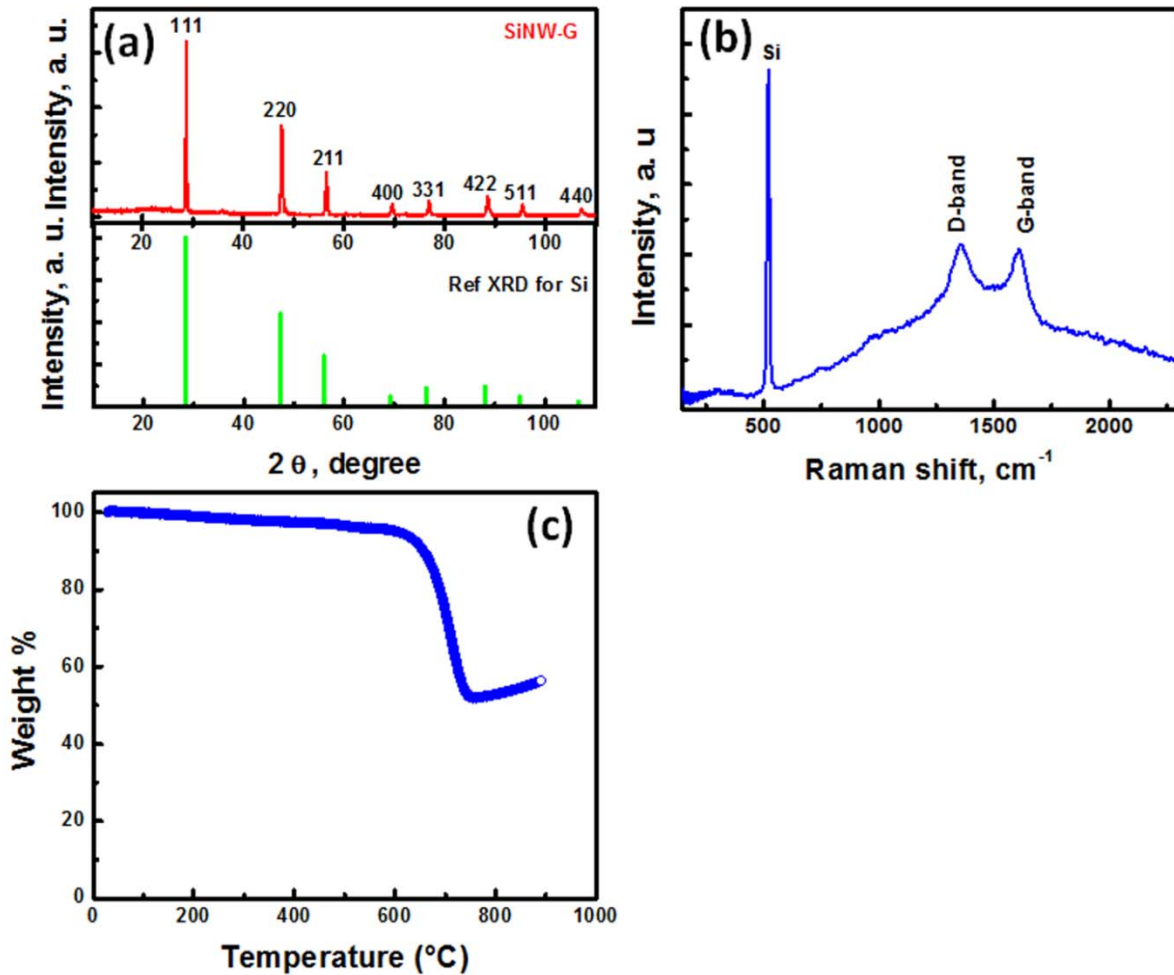 (a)
SiNW-G
111
220
211
400
331
422
511
440
Intensity, a. u.
20
40
60
80
100
Ref XRD for Si
Intensity, a. u.
20
40
60
80
100
2 θ , degree
(b)
Si
D-band
G-band
Intensity, a. u
500
1000
1500
2000
Raman shift, cm⁻¹
(c)
100
80
60
40
20
0
Weight %
0
200
400
600
800
1000
Temperature (°C)